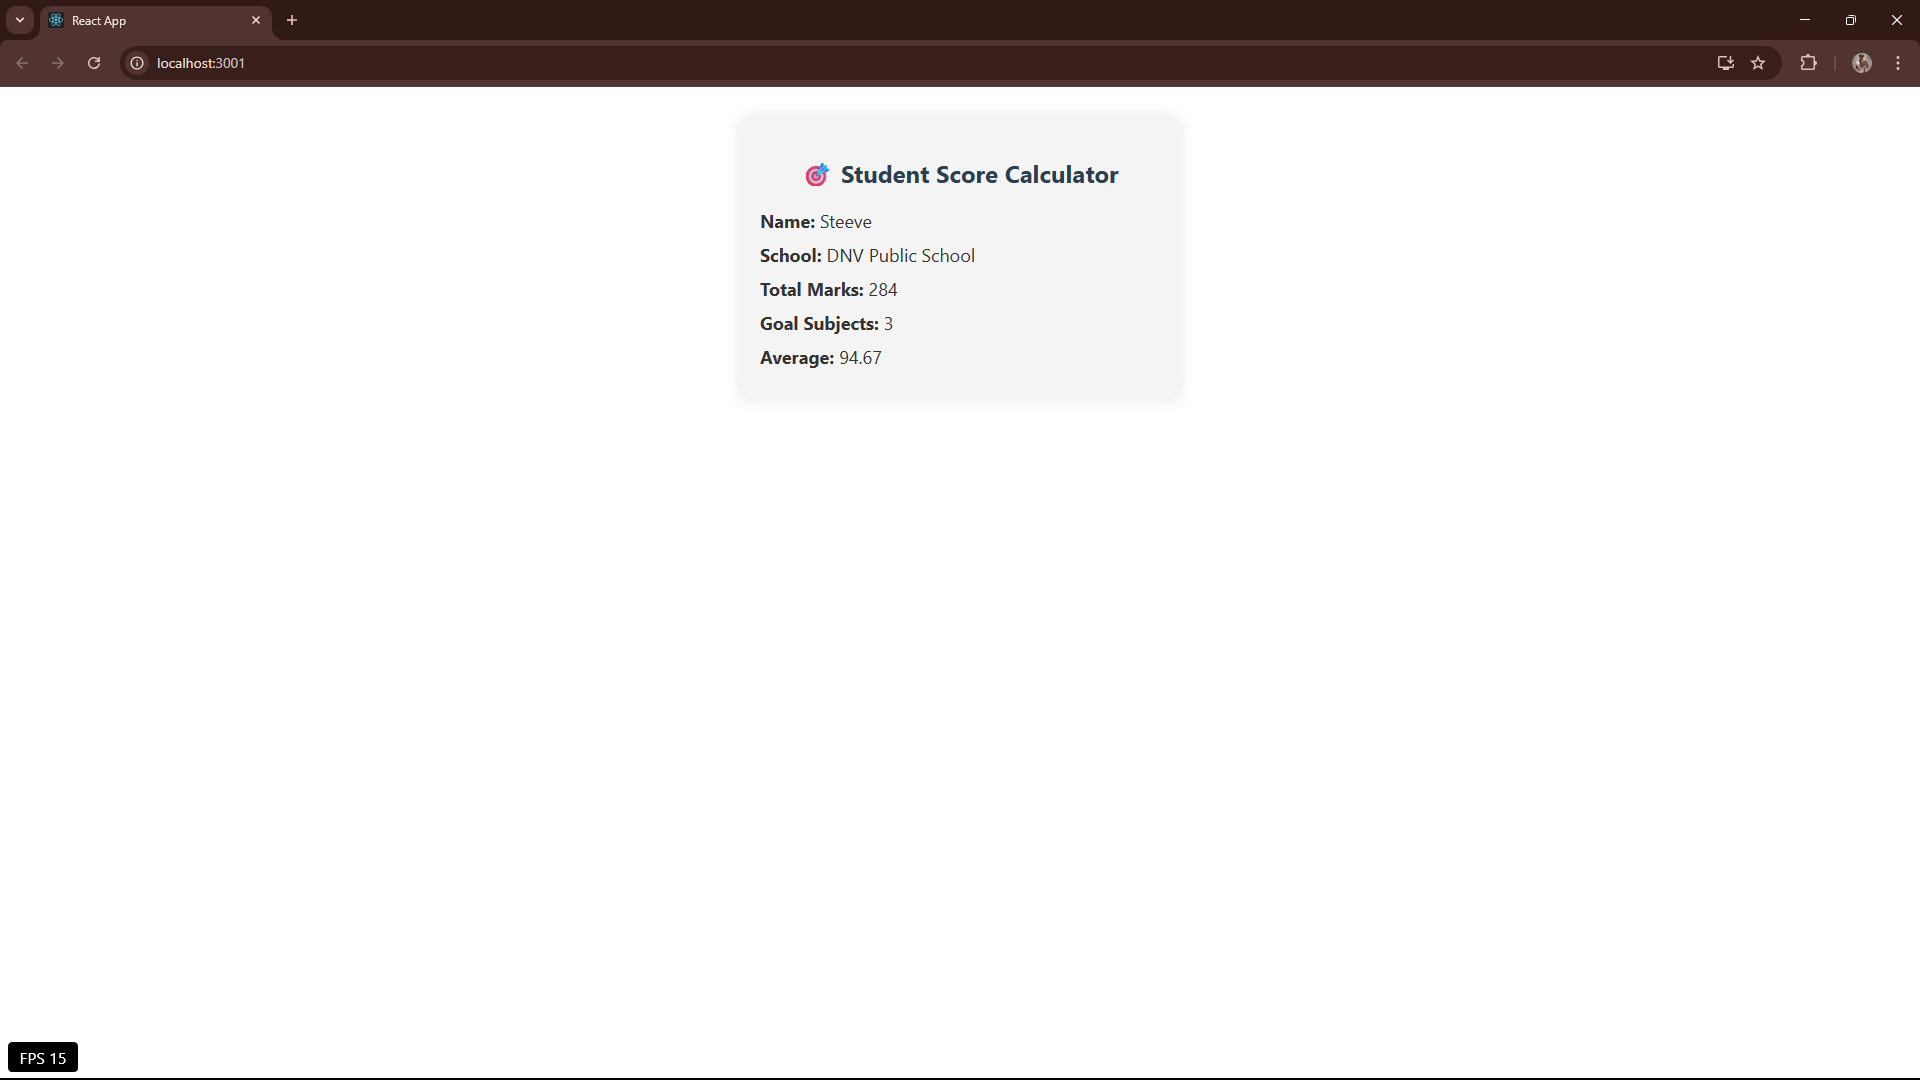 React App
localhost:3001
🎯 Student Score Calculator
Name: Steeve
School: DNV Public School
Total Marks: 284
Goal Subjects: 3
Average: 94.67
FPS 15